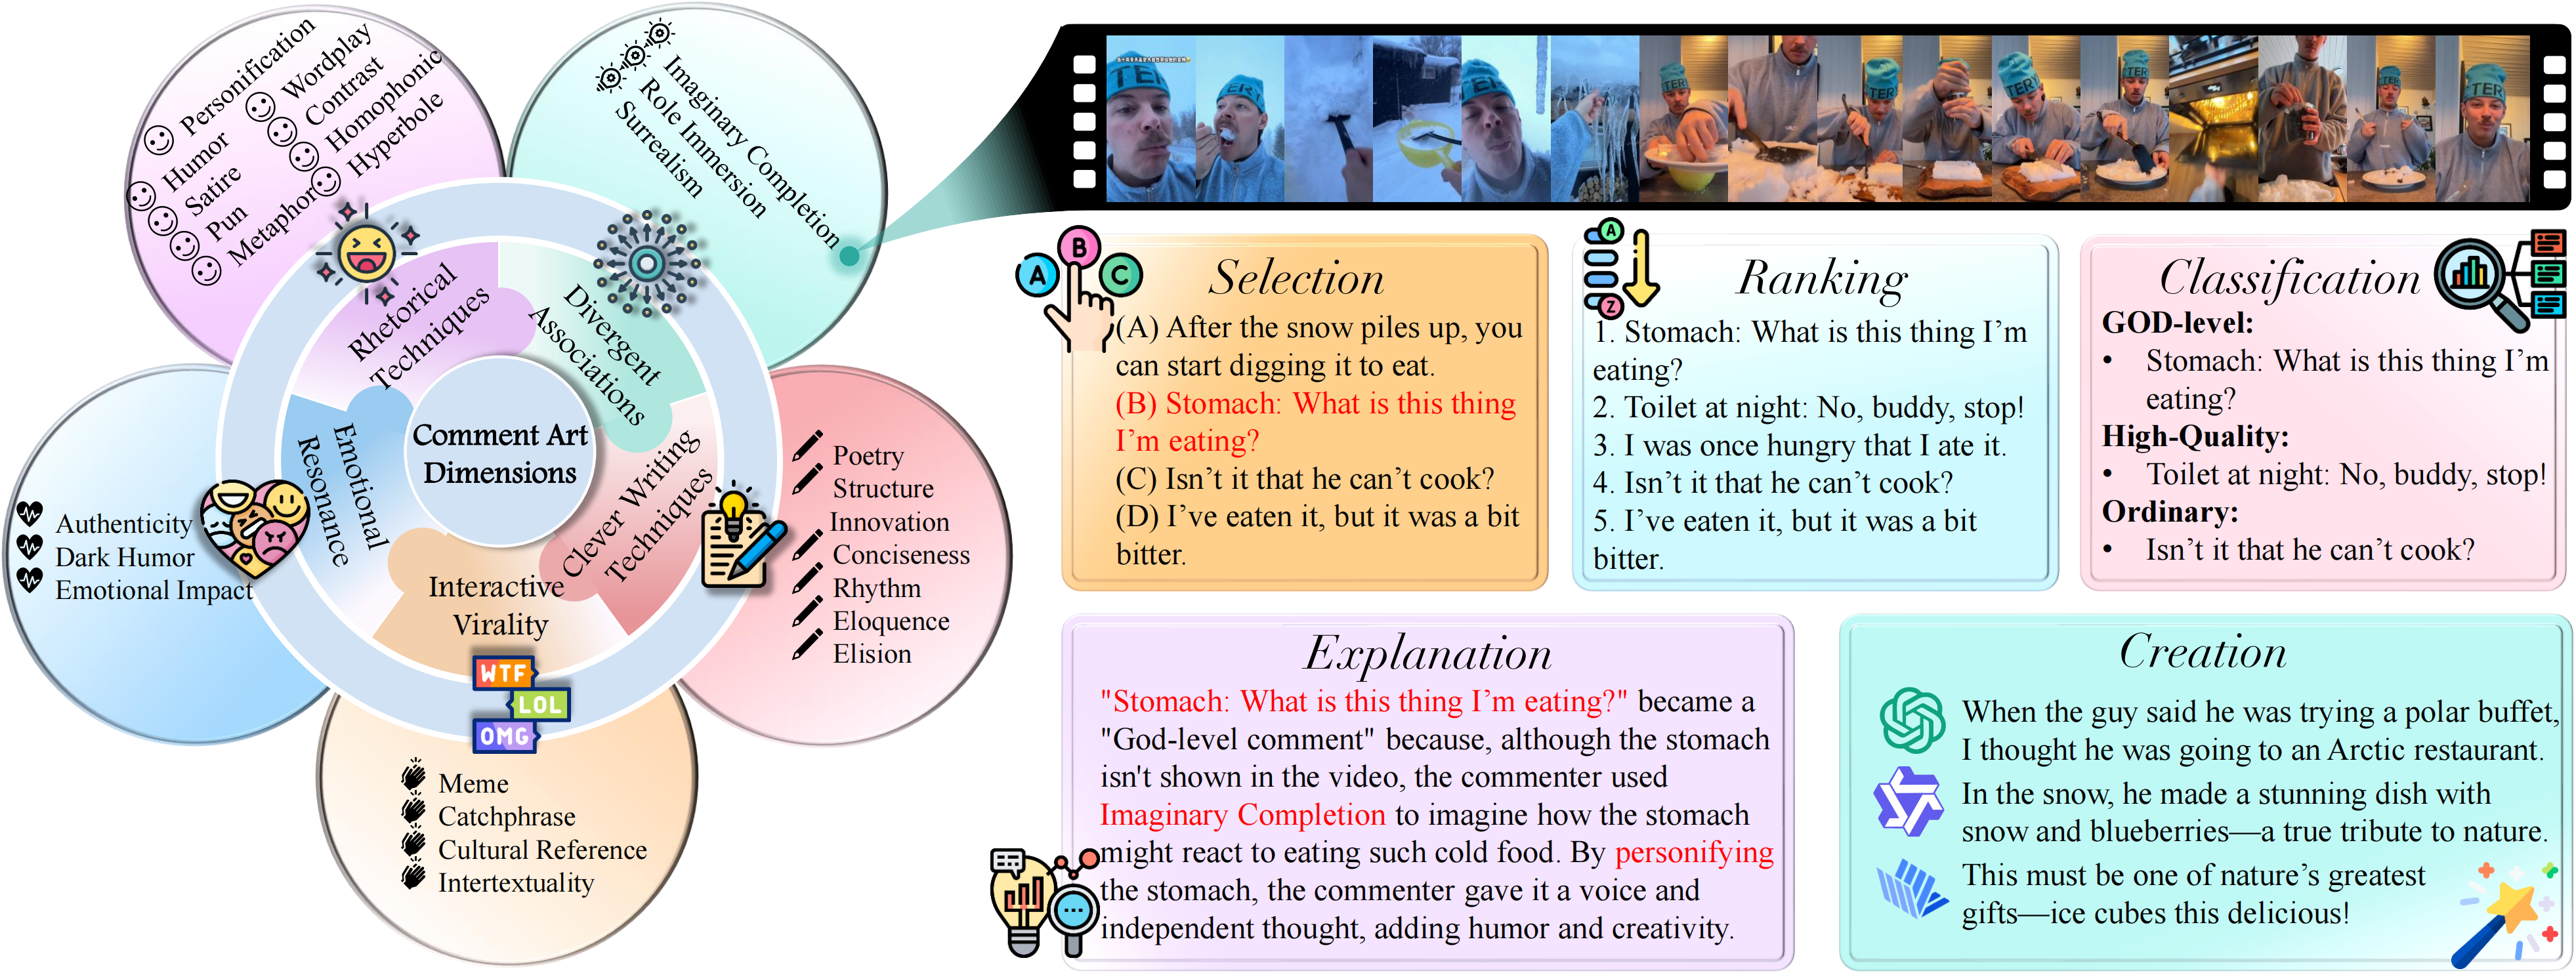 Personification
Humor
Satire
Pun
Metaphor
Wordplay
Contrast
Homophonic
Hyperbole
Imaginary Completion
Role Immersion
Surrealism
Rhetorical
Techniques
Divergent
Associations
Emotional
Resonance
Comment Art
Dimensions
Clever Writing
Techniques
Interactive
Virality
WTF
LOL
OMG
Authenticity
Dark Humor
Emotional Impact
Poetry
Structure
Innovation
Conciseness
Rhythm
Eloquence
Elision
Meme
Catchphrase
Cultural Reference
Intertextuality
A
B
C
Selection
(A) After the snow piles up, you
can start digging it to eat.
(B) Stomach: What is this thing
I’m eating?
(C) Isn’t it that he can’t cook?
(D) I’ve eaten it, but it was a bit
bitter.
A
Z
Ranking
1. Stomach: What is this thing I’m
eating?
2. Toilet at night: No, buddy, stop!
3. I was once hungry that I ate it.
4. Isn’t it that he can’t cook?
5. I’ve eaten it, but it was a bit
bitter.
Classification
GOD-level:
• Stomach: What is this thing I’m
eating?
High-Quality:
• Toilet at night: No, buddy, stop!
Ordinary:
• Isn’t it that he can’t cook?
Explanation
"Stomach: What is this thing I’m eating?" became a
"God-level comment" because, although the stomach
isn't shown in the video, the commenter used
Imaginary Completion to imagine how the stomach
might react to eating such cold food. By personifying
the stomach, the commenter gave it a voice and
independent thought, adding humor and creativity.
Creation
When the guy said he was trying a polar buffet,
I thought he was going to an Arctic restaurant.
In the snow, he made a stunning dish with
snow and blueberries—a true tribute to nature.
This must be one of nature’s greatest
gifts—ice cubes this delicious!